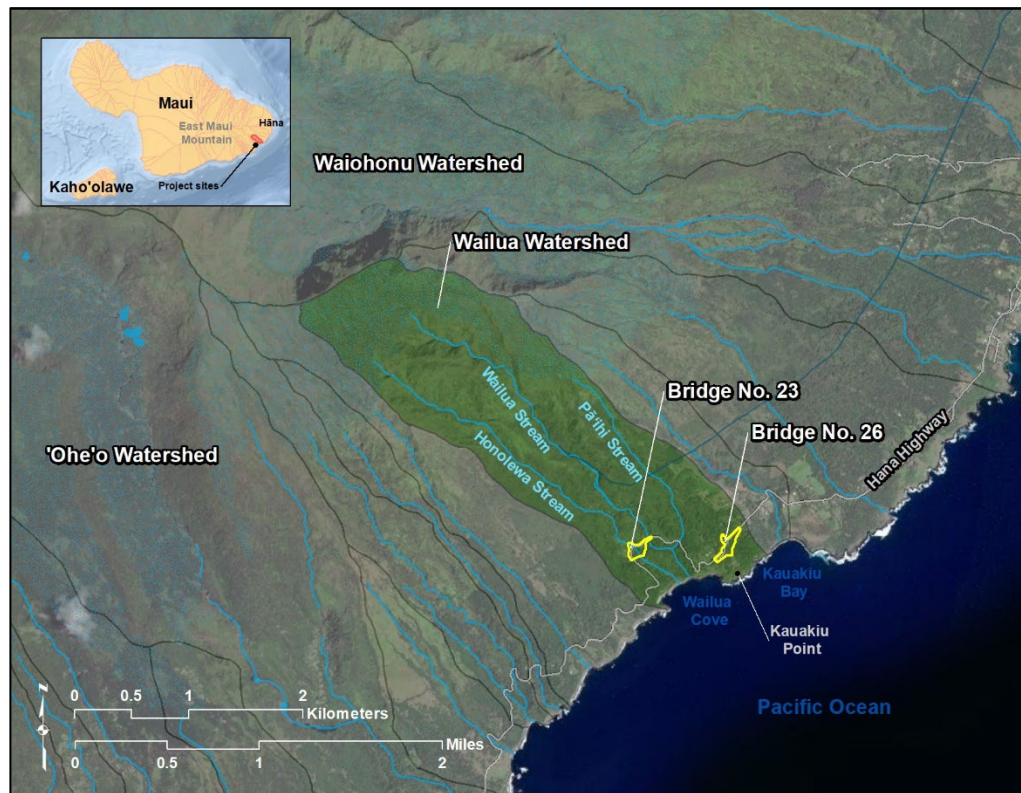 Maui
East Maui
Mountain
Hāna
Kaho'olawe
Project sites
Waiohonu Watershed
Wailua Watershed
'Ohe'o Watershed
Wailua Stream
Pā'ihi Stream
Honolewa Stream
Bridge No. 23
Bridge No. 26
Hana Highway
Wailua
Cove
Kauakiu
Bay
Kauakiu
Point
Pacific Ocean
N
0 0.5 1 2
Kilometers
Miles
0 0.5 1 2